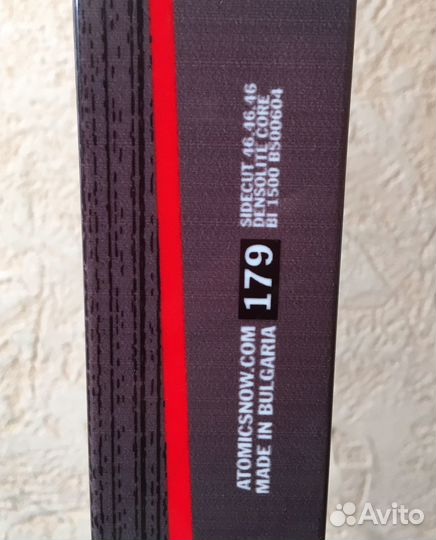 ATOMICSNOW.COM
MADE IN BULGARIA
179
SIDECUT 46.46.46
DENSOLITE CORE
BI 1500 BS00604
Avito